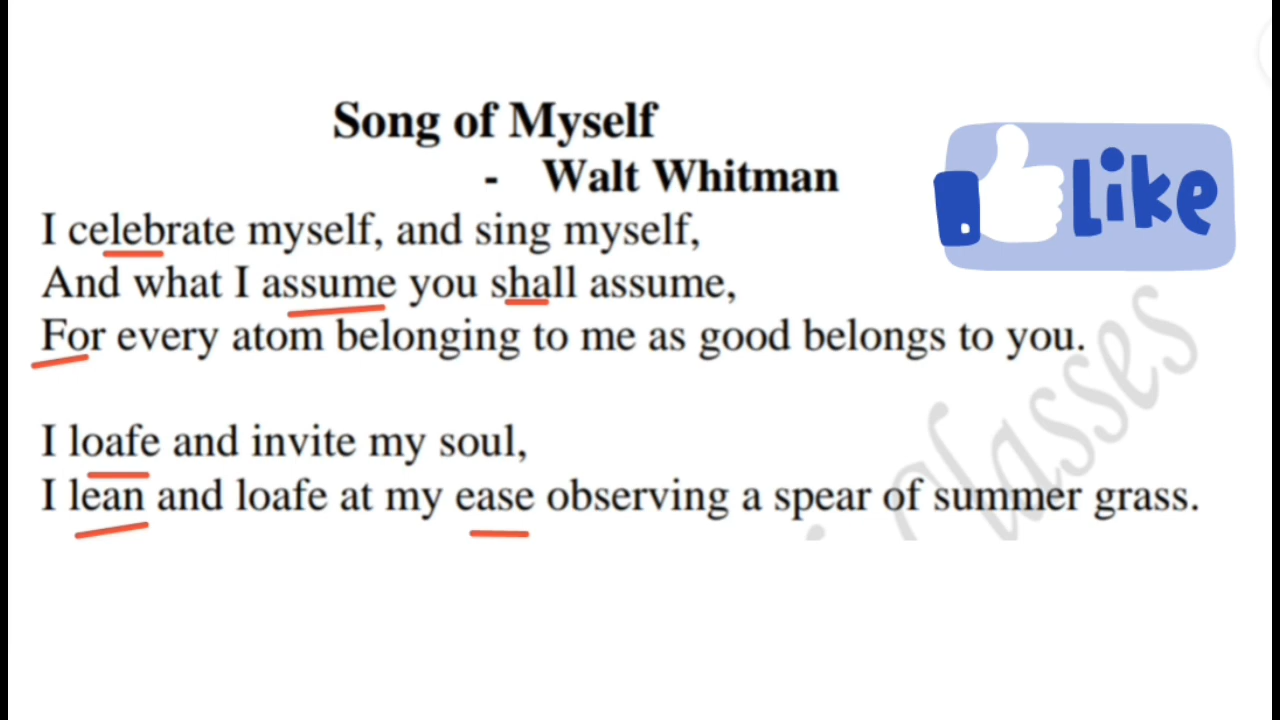 Song of Myself
- Walt Whitman
like
I celebrate myself, and sing myself,
And what I assume you shall assume,
For every atom belonging to me as good belongs to you.
I loafe and invite my soul,
I lean and loafe at my ease observing a spear of summer grass.
Classes